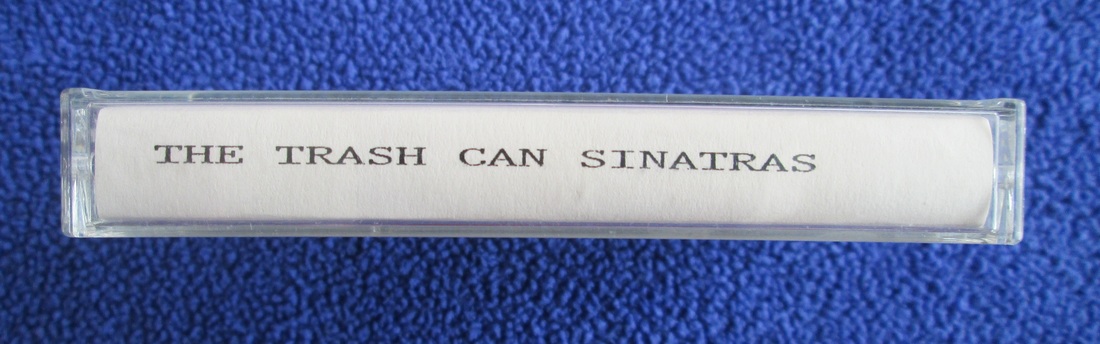 THE TRASH CAN SINATRAS